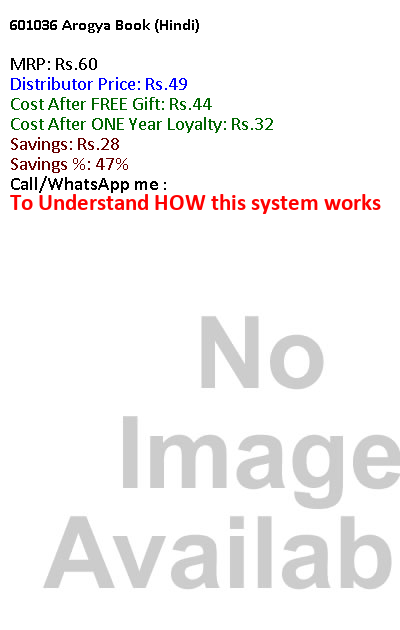 601036 Arogya Book (Hindi)
MRP: Rs.60
Distributor Price: Rs.49
Cost After FREE Gift: Rs.44
Cost After ONE Year Loyalty: Rs.32
Savings: Rs.28
Savings %: 47%
Call/WhatsApp me :
To Understand HOW this system works
No
Image
Availab